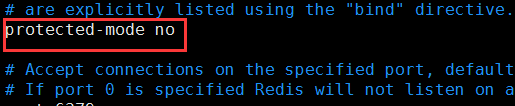 # are explicitly listed using the "bind" directive.
protected-mode no
# Accept connections on the specified port, default
# If port 0 is specified Redis will not listen on a